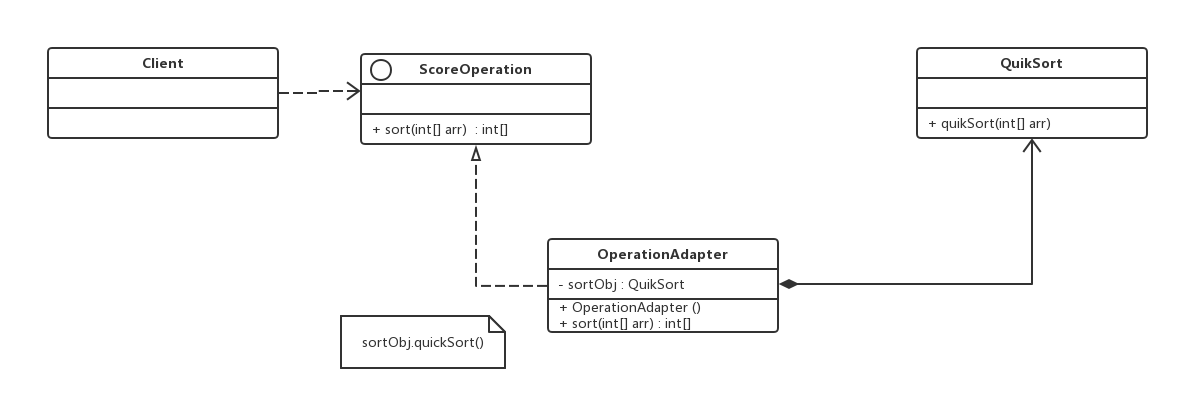 Client
ScoreOperation
+ sort(int[] arr)  : int[]
QuikSort
+ quikSort(int[] arr)
OperationAdapter
- sortObj : QuikSort
+ OperationAdapter ()
+ sort(int[] arr) : int[]
sortObj.quickSort()